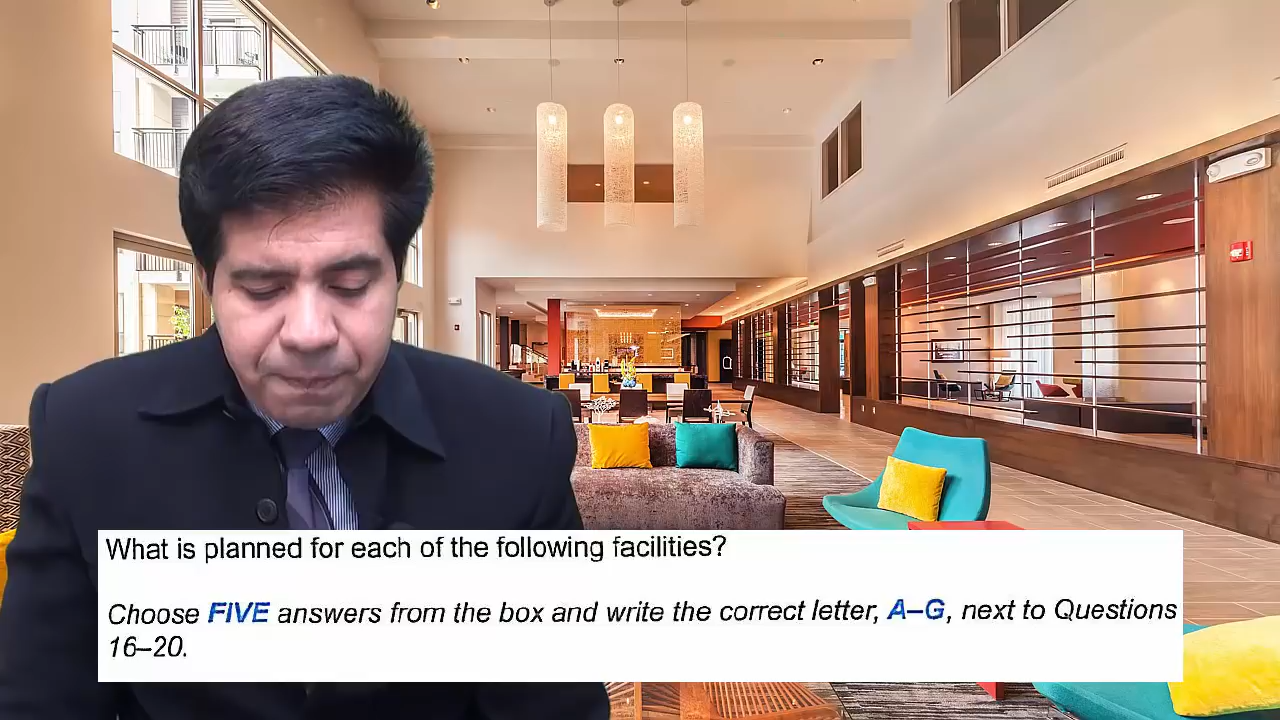 What is planned for each of the following facilities?
Choose FIVE answers from the box and write the correct letter, A–G, next to Questions
16–20.